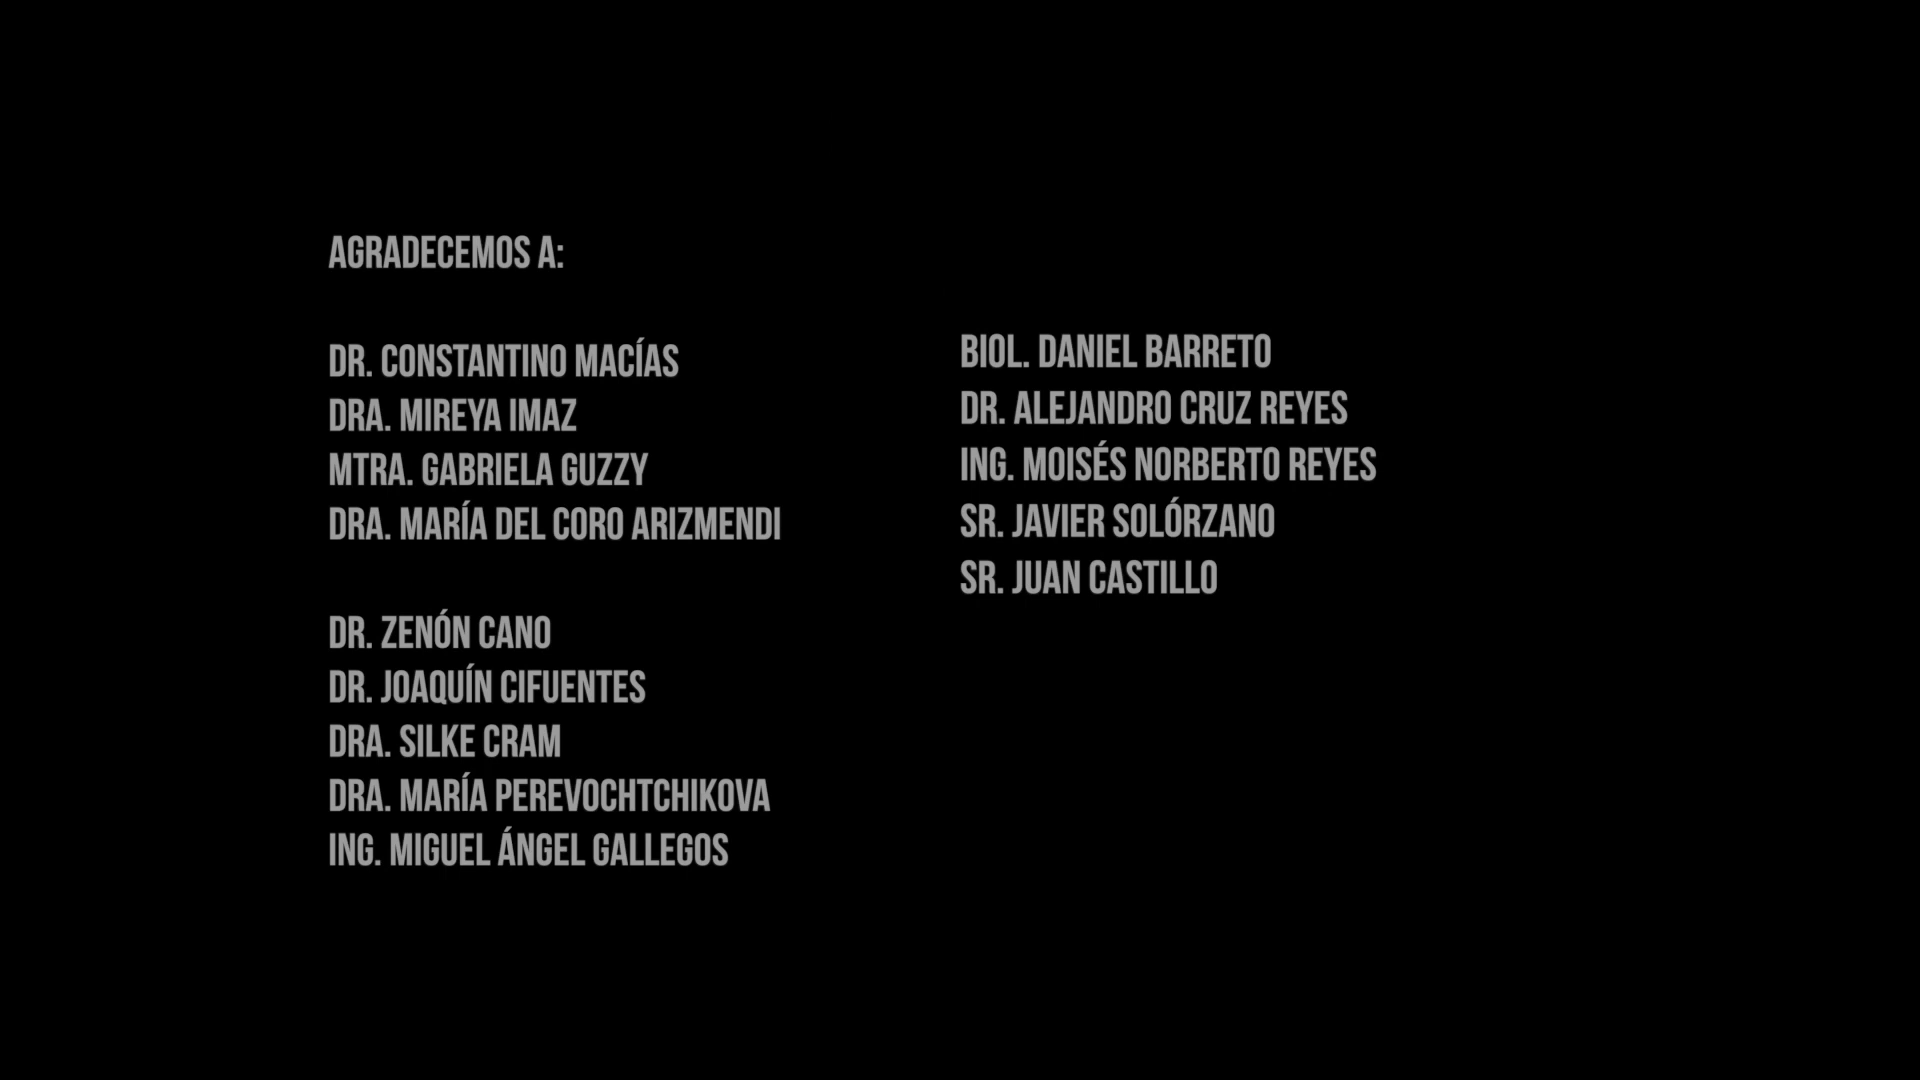 AGRADECEMOS A:
DR. CONSTANTINO MACÍAS
DRA. MIREYA IMAZ
MTRA. GABRIELA GUZZY
DRA. MARÍA DEL CORO ARIZMENDI
DR. ZENÓN CANO
DR. JOAQUÍN CIFUENTES
DRA. SILKE CRAM
DRA. MARÍA PEREVOCHTCHIKOVA
ING. MIGUEL ÁNGEL GALLEGOS
BIOL. DANIEL BARRETO
DR. ALEJANDRO CRUZ REYES
ING. MOISÉS NORBERTO REYES
SR. JAVIER SOLÓRZANO
SR. JUAN CASTILLO